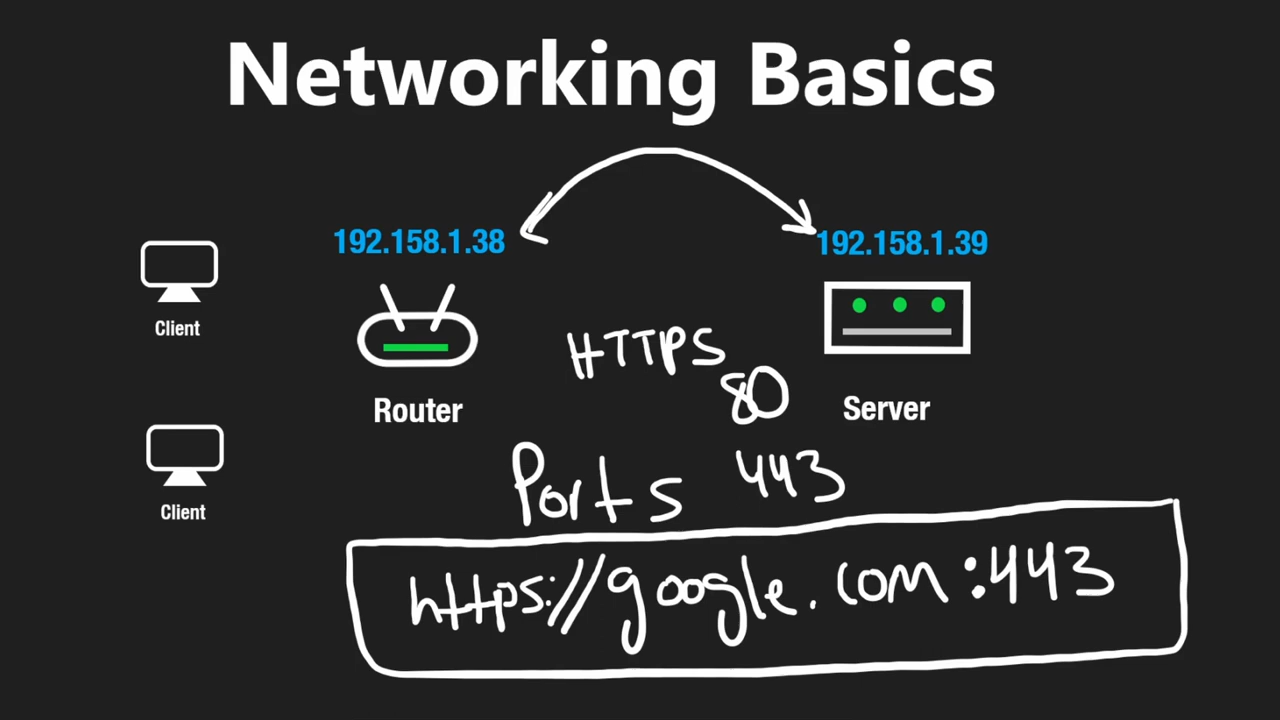 Networking Basics
192.158.1.38
192.158.1.39
Client
HTTPS
80
Router
Server
Ports 443
Client
https://google.com:443